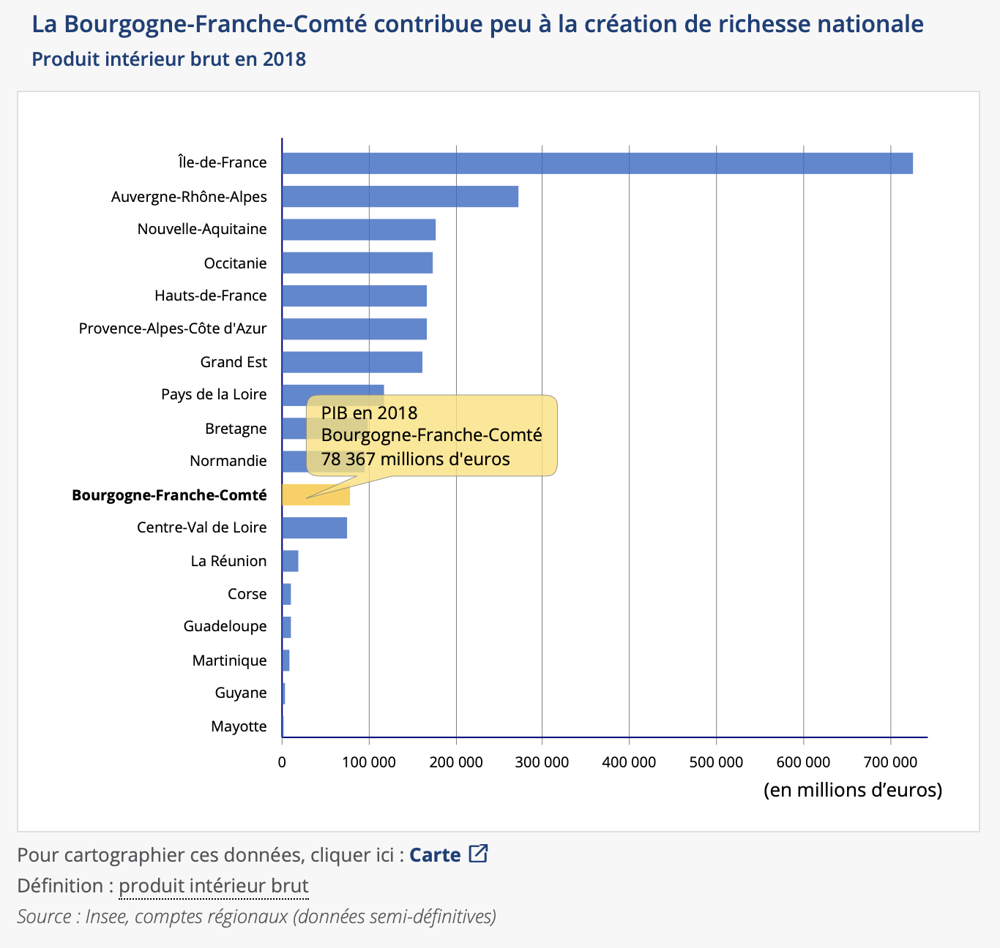 La Bourgogne-Franche-Comté contribue peu à la création de richesse nationale
Produit intérieur brut en 2018
Île-de-France
Auvergne-Rhône-Alpes
Nouvelle-Aquitaine
Occitanie
Hauts-de-France
Provence-Alpes-Côte d'Azur
Grand Est
Pays de la Loire
PIB en 2018
Bretagne
Bourgogne-Franche-Comté
Normandie
78 367 millions d'euros
Bourgogne-Franche-Comté
Centre-Val de Loire
La Réunion
Corse
Guadeloupe
Martinique
Guyane
Mayotte
0 100 000 200 000 300 000 400 000 500 000 600 000 700 000
(en millions d’euros)
Pour cartographier ces données, cliquer ici : Carte
Définition : produit intérieur brut
Source : Insee, comptes régionaux (données semi-définitives)